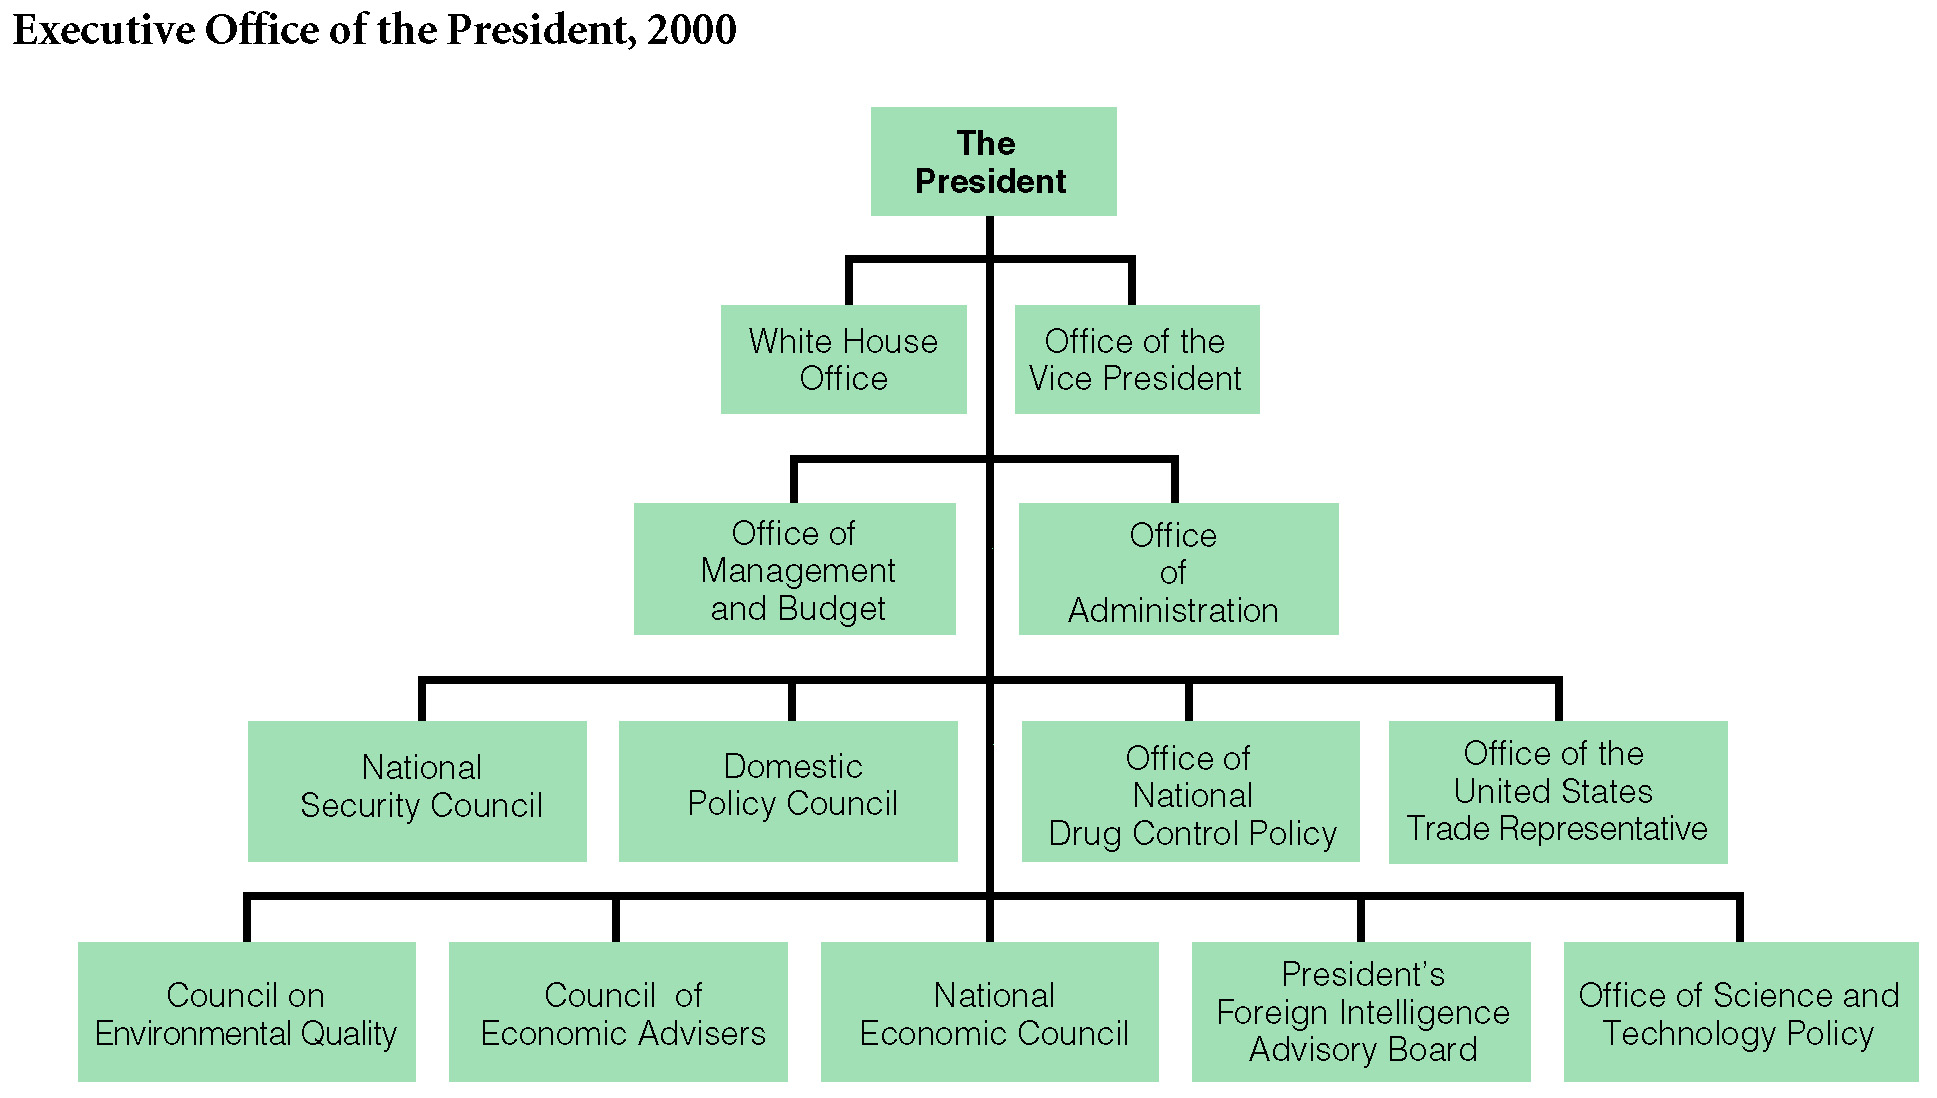 Executive Office of the President, 2000
The
President
White House
Office
Office of the
Vice President
Office of
Management
and Budget
Office
of
Administration
National
Security Council
Domestic
Policy Council
Office of
National
Drug Control Policy
Office of the
United States
Trade Representative
Council on
Environmental Quality
Council of
Economic Advisers
National
Economic Council
President’s
Foreign Intelligence
Advisory Board
Office of Science and
Technology Policy